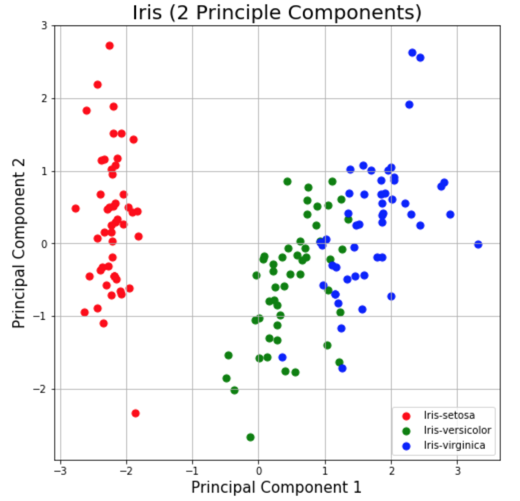 Iris (2 Principle Components)
3
2
1
0
−1
−2
Principal Component 2
−3
−2
−1
0
1
2
3
Principal Component 1
Iris-setosa
Iris-versicolor
Iris-virginica